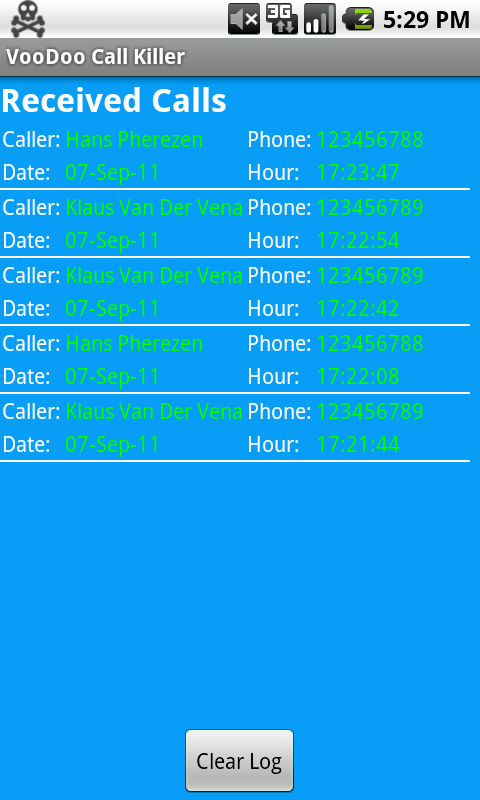 3G 5:29 PM
VooDoo Call Killer
Received Calls
Caller: Hans Pherezen Phone: 123456788
Date: 07-Sep-11 Hour: 17:23:47
Caller: Klaus Van Der Vena Phone: 123456789
Date: 07-Sep-11 Hour: 17:22:54
Caller: Klaus Van Der Vena Phone: 123456789
Date: 07-Sep-11 Hour: 17:22:42
Caller: Hans Pherezen Phone: 123456788
Date: 07-Sep-11 Hour: 17:22:08
Caller: Klaus Van Der Vena Phone: 123456789
Date: 07-Sep-11 Hour: 17:21:44
Clear Log